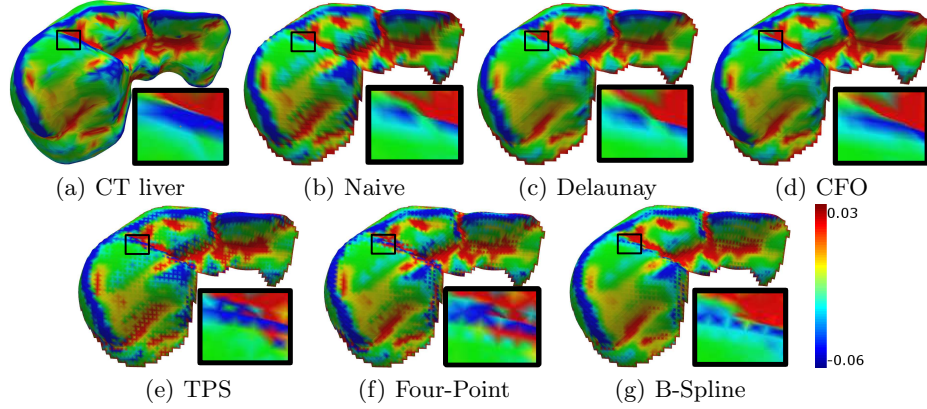 (a) CT liver
(b) Naive
(c) Delaunay
(d) CFO
0.03
-0.06
(e) TPS
(f) Four-Point
(g) B-Spline